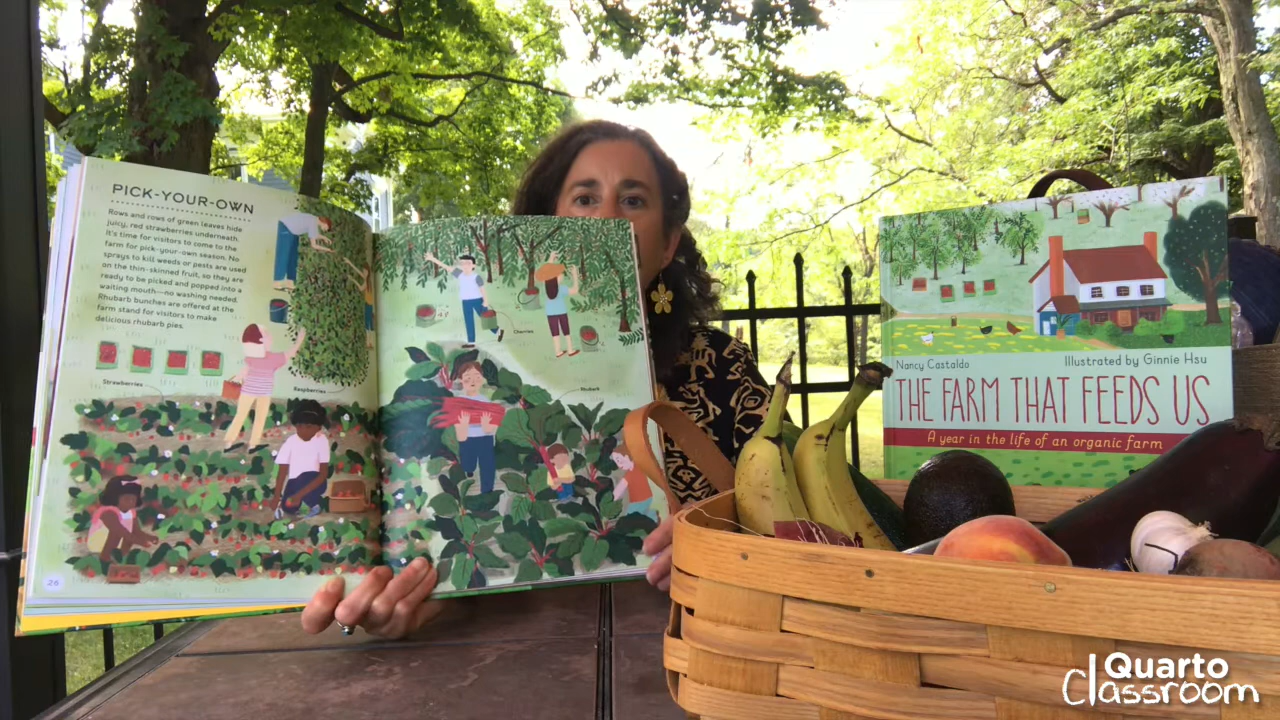 PICK-YOUR-OWN
Rows and rows of green leaves hide
juicy, red strawberries underneath.
It's time for visitors to come to the
farm for pick-your-own season. No
sprays to kill weeds or pests are used
on the thin-skinned fruit, so they are
ready to be picked and popped into a
waiting mouth—no washing needed.
Rhubarb bunches are offered at the
farm stand for visitors to make
delicious rhubarb pies.
Strawberries
Raspberries
26
Cherries
Rhubarb
Nancy Castaldo
Illustrated by Ginnie Hsu
THE FARM THAT FEEDS US
A year in the life of an organic farm
Quarto
Classroom